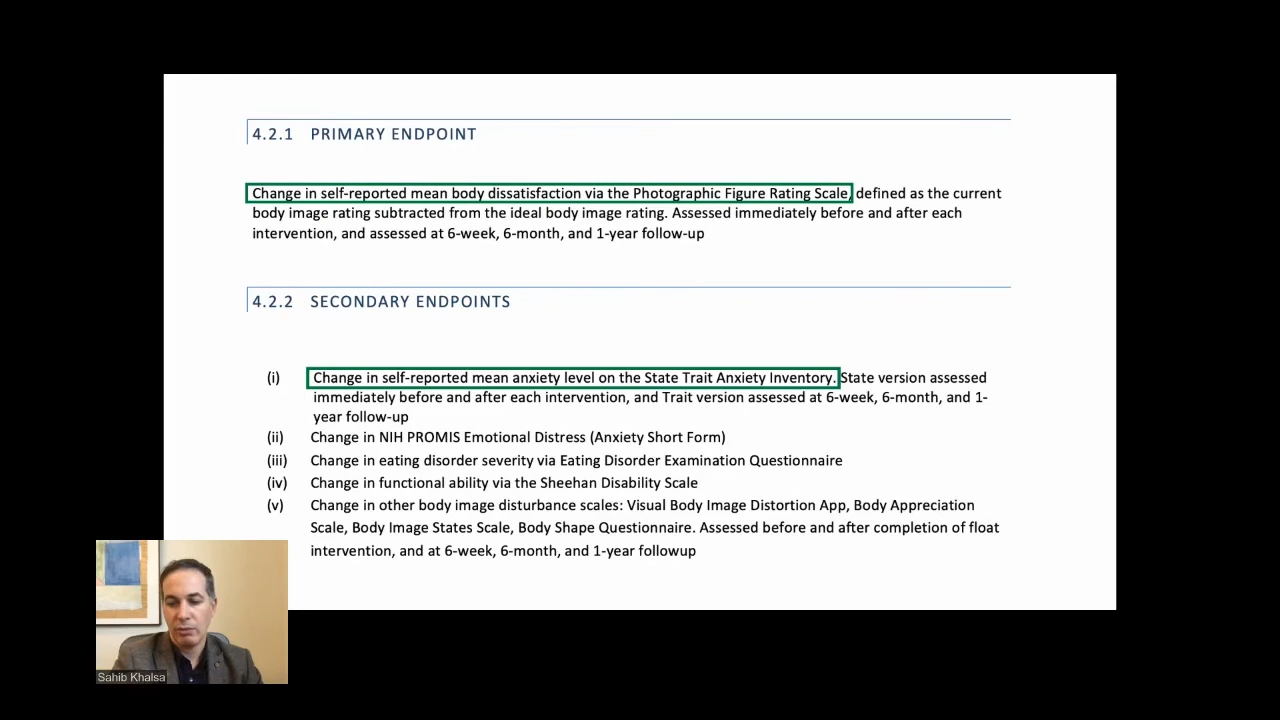 4.2.1 PRIMARY ENDPOINT
Change in self-reported mean body dissatisfaction via the Photographic Figure Rating Scale, defined as the current
body image rating subtracted from the ideal body image rating. Assessed immediately before and after each
intervention, and assessed at 6-week, 6-month, and 1-year follow-up
4.2.2 SECONDARY ENDPOINTS
(i) Change in self-reported mean anxiety level on the State Trait Anxiety Inventory. State version assessed
immediately before and after each intervention, and Trait version assessed at 6-week, 6-month, and 1-
year follow-up
(ii) Change in NIH PROMIS Emotional Distress (Anxiety Short Form)
(iii) Change in eating disorder severity via Eating Disorder Examination Questionnaire
(iv) Change in functional ability via the Sheehan Disability Scale
(v) Change in other body image disturbance scales: Visual Body Image Distortion App, Body Appreciation
Scale, Body Image States Scale, Body Shape Questionnaire. Assessed before and after completion of float
intervention, and at 6-week, 6-month, and 1-year followup
Sahib Khalsa